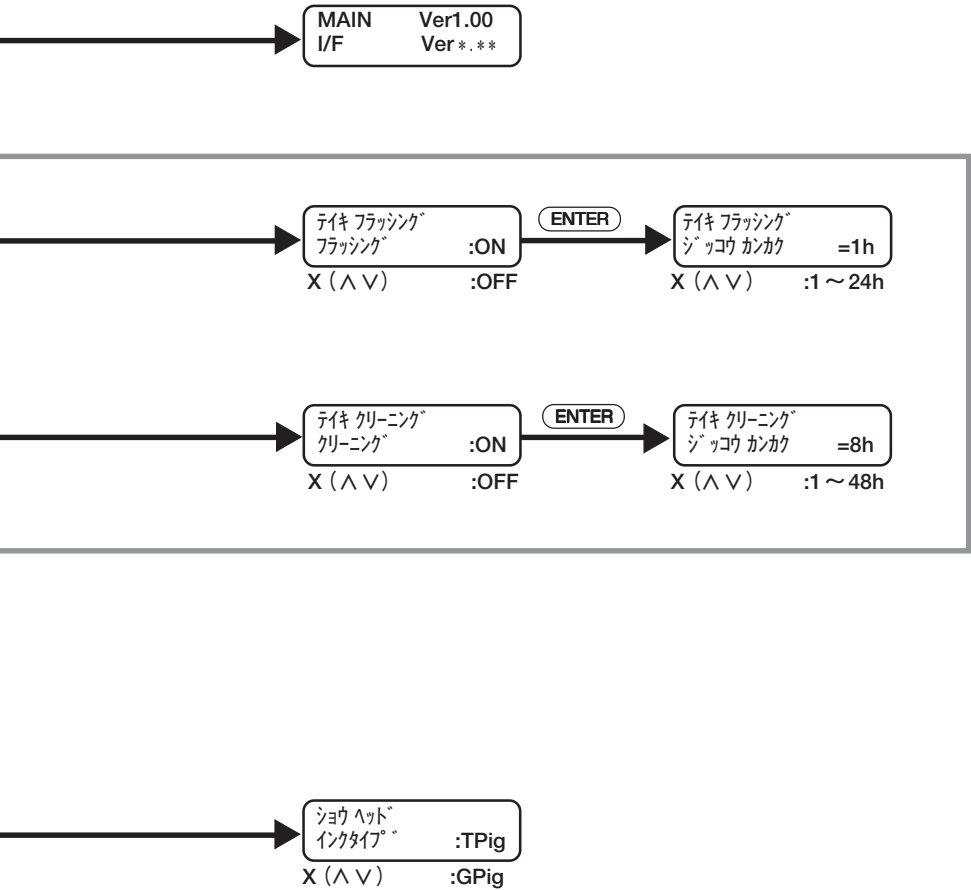 MAIN Ver1.00
I/F Ver*.**
ﾃｲｷ ﾌﾗｯｼﾝｸﾞ
ﾌﾗｯｼﾝｸﾞ :ON
X (∧∨) :OFF
ENTER
ﾃｲｷ ﾌﾗｯｼﾝｸﾞ
ｼﾞｯｺｳ ｶﾝｶｸ =1h
X (∧∨) :1～24h
ﾃｲｷ ｸﾘｰﾆﾝｸﾞ
ｸﾘｰﾆﾝｸﾞ :ON
X (∧∨) :OFF
ENTER
ﾃｲｷ ｸﾘｰﾆﾝｸﾞ
ｼﾞｯｺｳ ｶﾝｶｸ =8h
X (∧∨) :1～48h
ｼｮｳ ﾍｯﾄﾞ
ｲﾝｸﾀｲﾌﾟﾞ :TPig
X (∧∨) :GPig